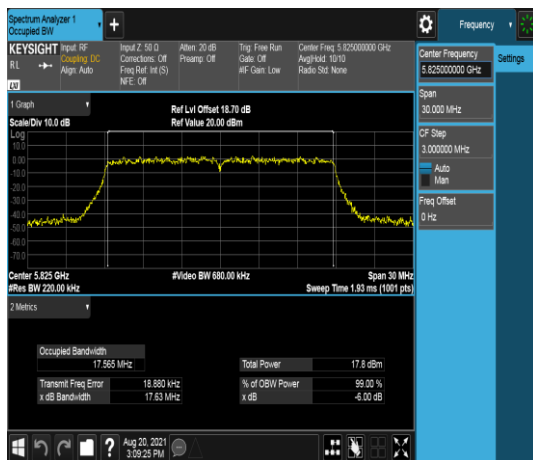 Spectrum Analyzer 1
Occupied BW
KEYSIGHT
RL
Input: RF
Coupling: DC
Align: Auto
Input Z: 50 Ω
Corrections: Off
Freq Ref: Int (S)
NFE: Off
Atten: 20 dB
Preamp: Off
Trig: Free Run
Gate: Off
#IF Gain: Low
Center Freq: 5.825000000 GHz
Avg|Hold: 10/10
Radio Std: None
LXI
1 Graph
Scale/Div 10.0 dB
Ref Lvl Offset 18.70 dB
Ref Value 20.00 dBm
Log
10.0
0.00
-10.0
-20.0
-30.0
-40.0
-50.0
-60.0
-70.0
Center 5.825 GHz
#Res BW 220.00 kHz
#Video BW 680.00 kHz
Span 30 MHz
Sweep Time 1.93 ms (1001 pts)
2 Metrics
Occupied Bandwidth
17.565 MHz
Total Power 17.8 dBm
Transmit Freq Error 18.880 kHz
% of OBW Power 99.00 %
x dB Bandwidth 17.63 MHz
x dB -6.00 dB
Aug 20, 2021
3:09:25 PM
Frequency
Settings
Center Frequency
5.825000000 GHz
Span
30.000 MHz
CF Step
3.000000 MHz
Auto
Man
Freq Offset
0 Hz